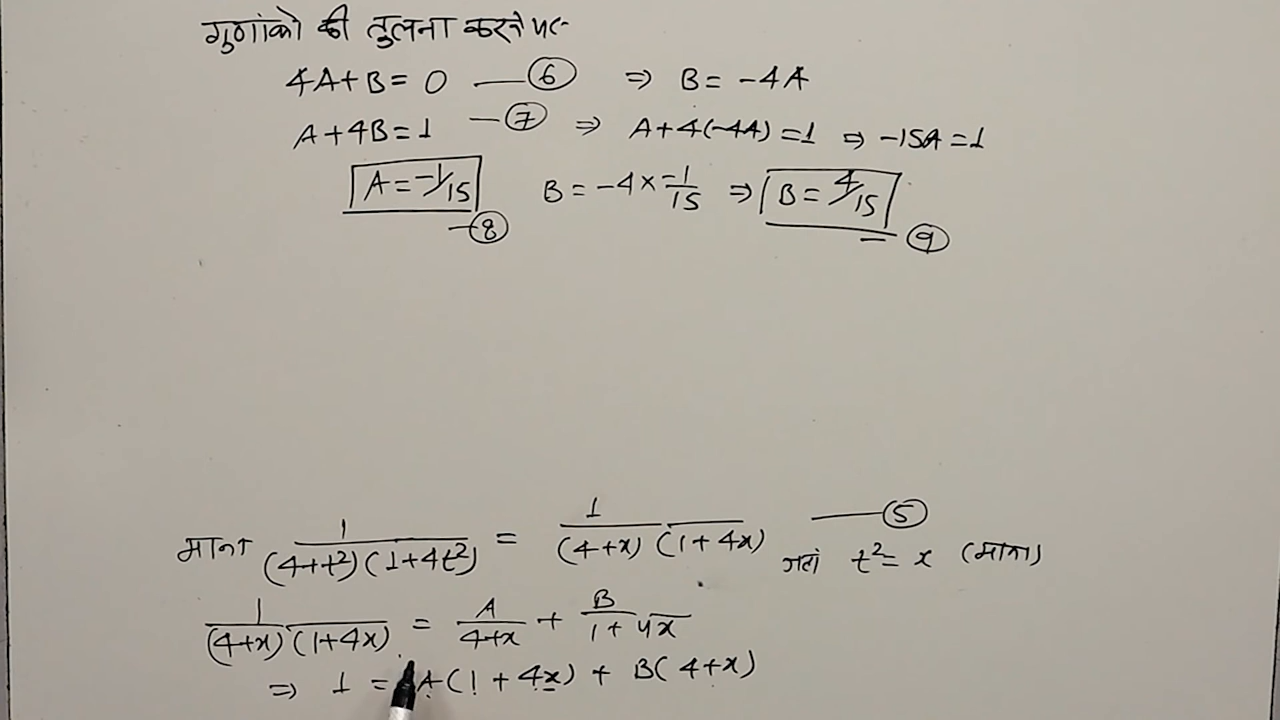 गुणांको की तुलना करने पर
4A+B=0 —⑥ ⇒ B=-4A
A+4B=1 —⑦ ⇒ A+4(-4A)=1 ⇒ -15A=1
A=-1/15 —⑧ B=-4×-1/15 ⇒ B=4/15 —⑨
माना 1/(4+t²)(1+4t²) = 1/(4+x)(1+4x) —⑤ जहाँ t²=x (माना)
1/(4+x)(1+4x) = A/4+x + B/1+4x
⇒ 1 = A(1+4x) + B(4+x)